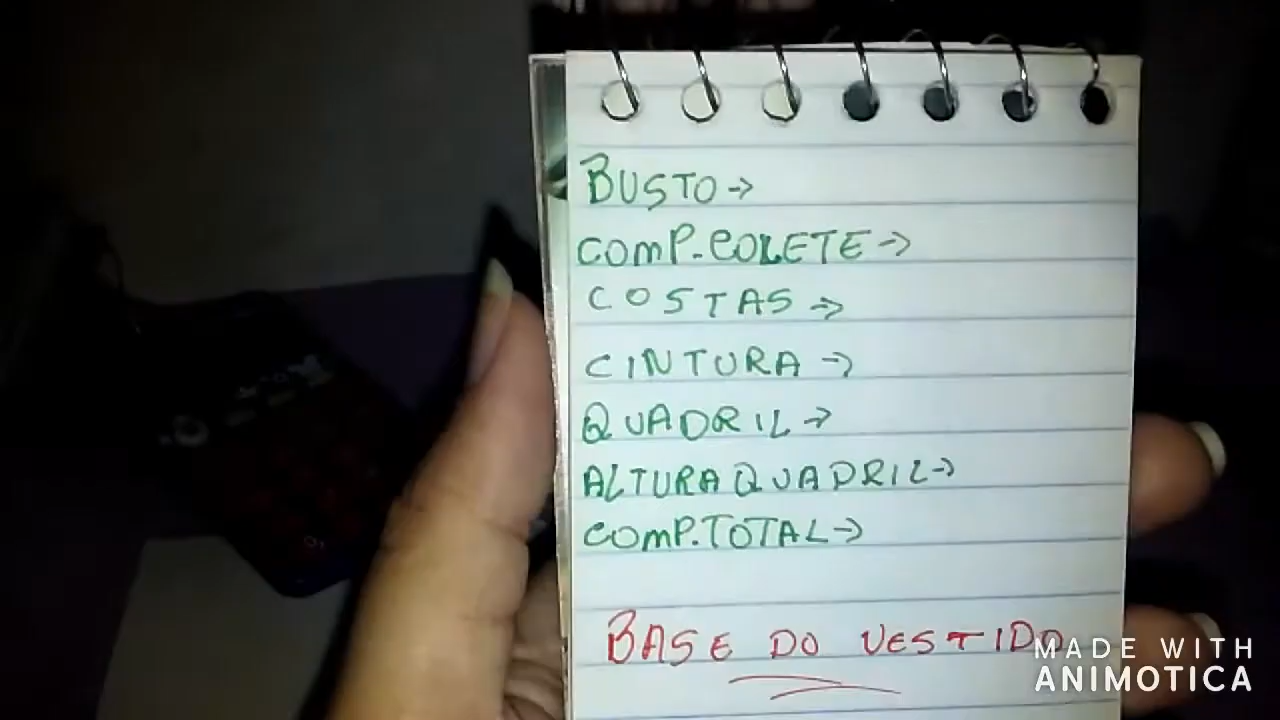 BUSTO →
COMP. COLETE →
COSTAS →
CINTURA →
QUADRIL →
ALTURA QUADRIL →
COMP. TOTAL →
BASE DO VESTIDO
MADE WITH
ANIMOTICA